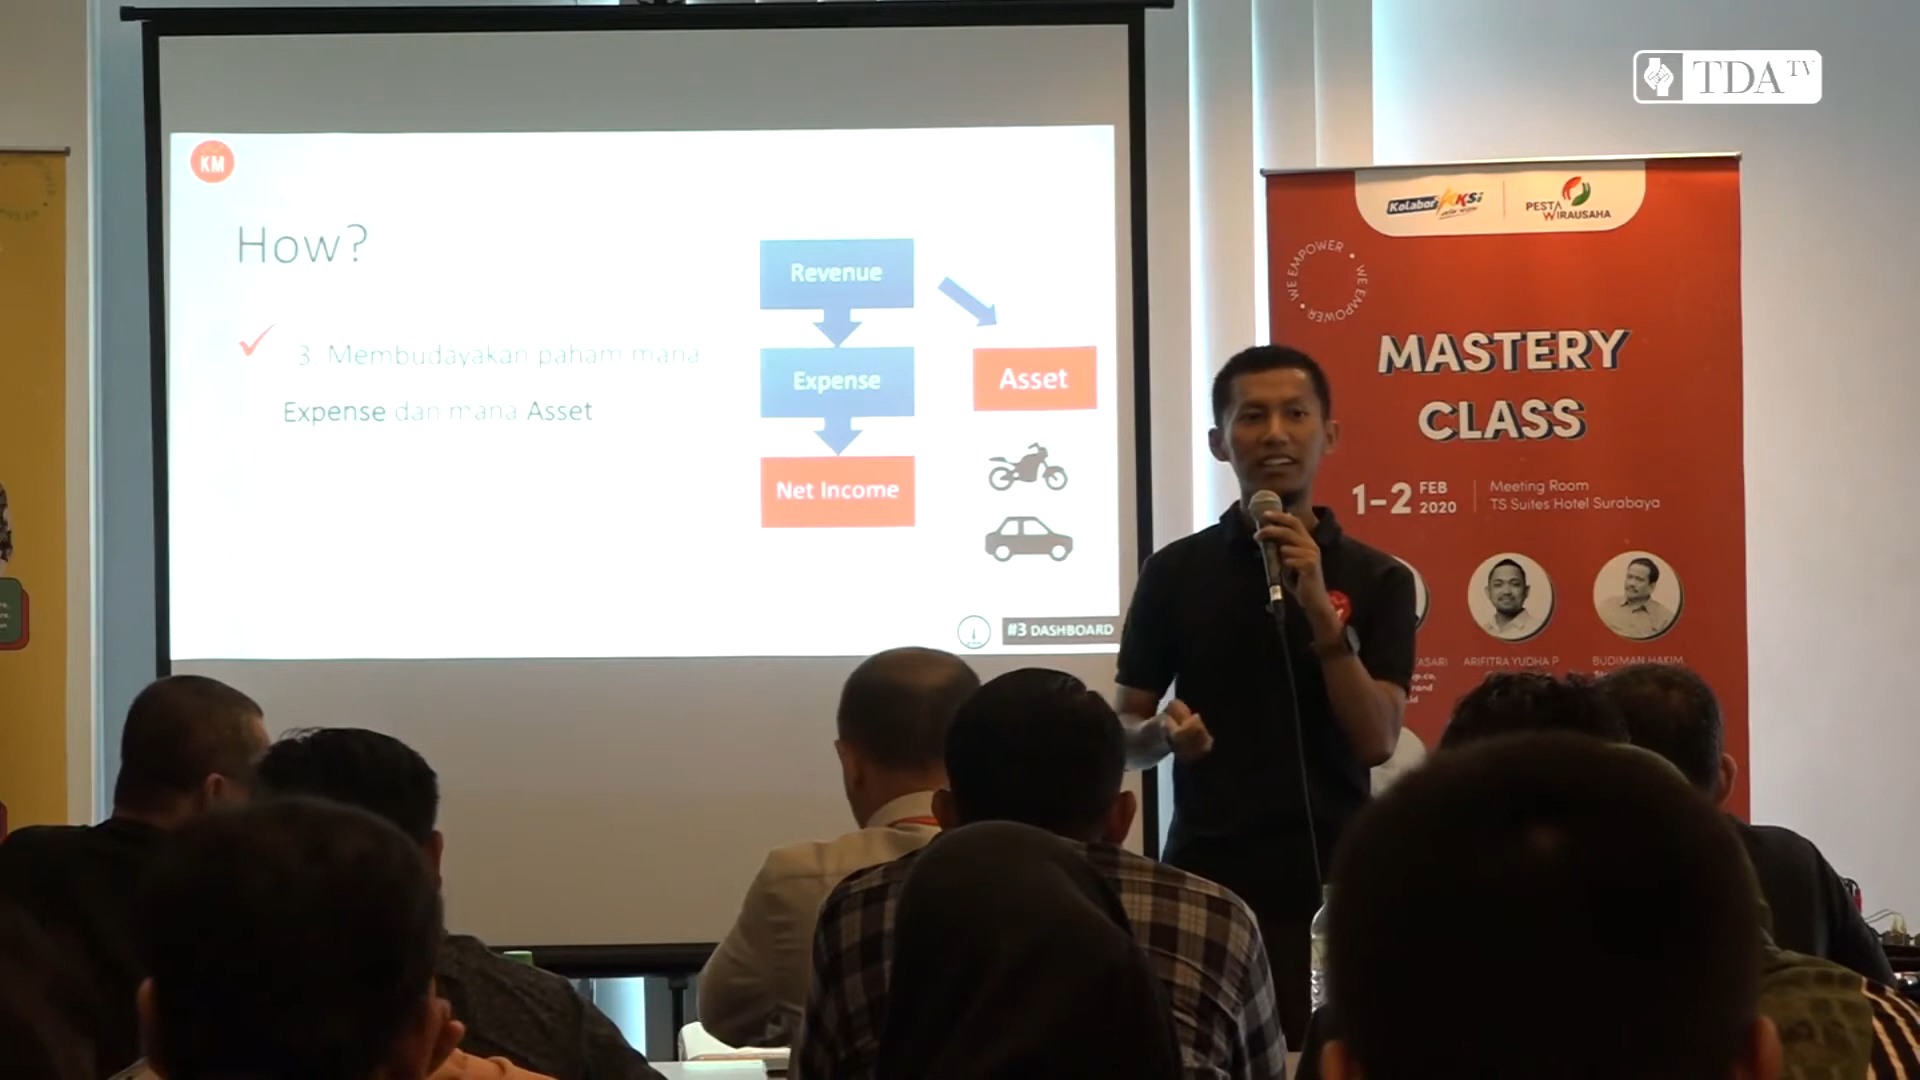 TDA TV
KM
How?
3. Membudayakan paham mana
Expense dan mana Asset
Revenue
Expense
Net Income
Asset
#3 DASHBOARD
Kolabor AKSi
PESTA
WIRAUSAHA
WE EMPOWER • WE EMPOWER •
MASTERY
CLASS
1-2 FEB 2020
Meeting Room
TS Suites Hotel Surabaya
ARIFITRA YUDHA P
BUDIMAN HAKIM